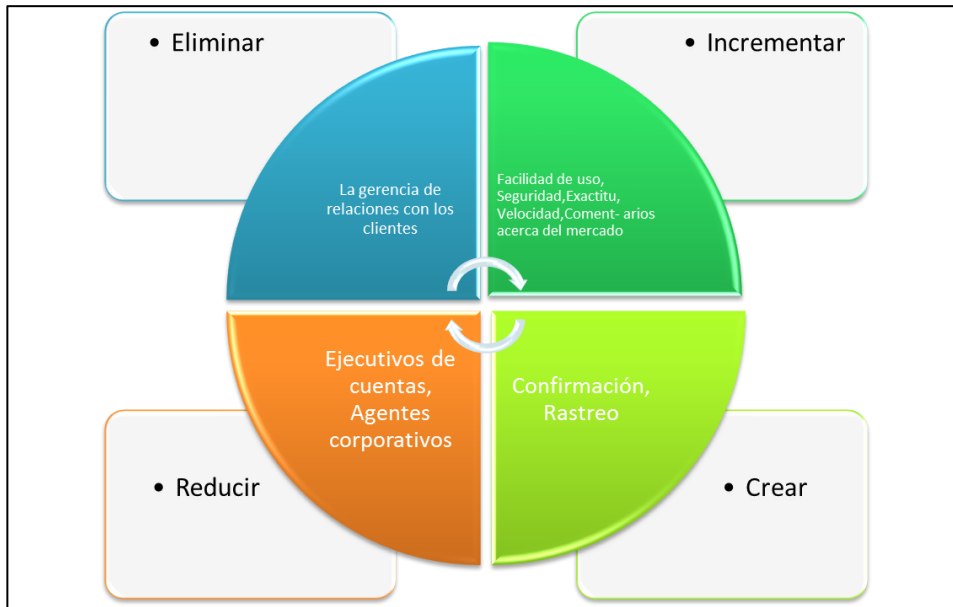 • Eliminar
• Incrementar
La gerencia de
relaciones con los
clientes
Facilidad de uso,
Seguridad,Exactitu,
Velocidad,Coment- arios
acerca del mercado
Ejecutivos de
cuentas,
Agentes
corporativos
Confirmación,
Rastreo
• Reducir
• Crear